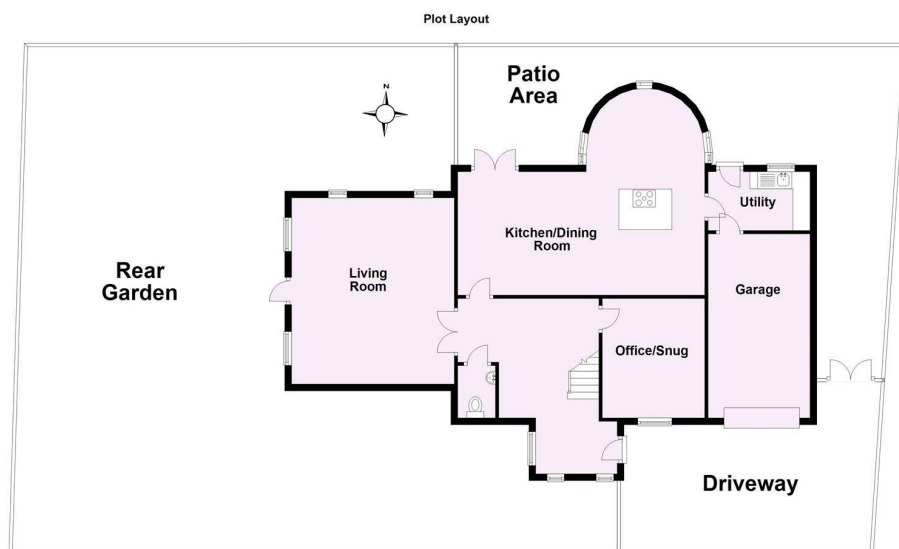 Plot Layout
N
Patio
Area
Utility
Kitchen/Dining
Room
Rear
Garden
Living
Room
Garage
Office/Snug
Driveway